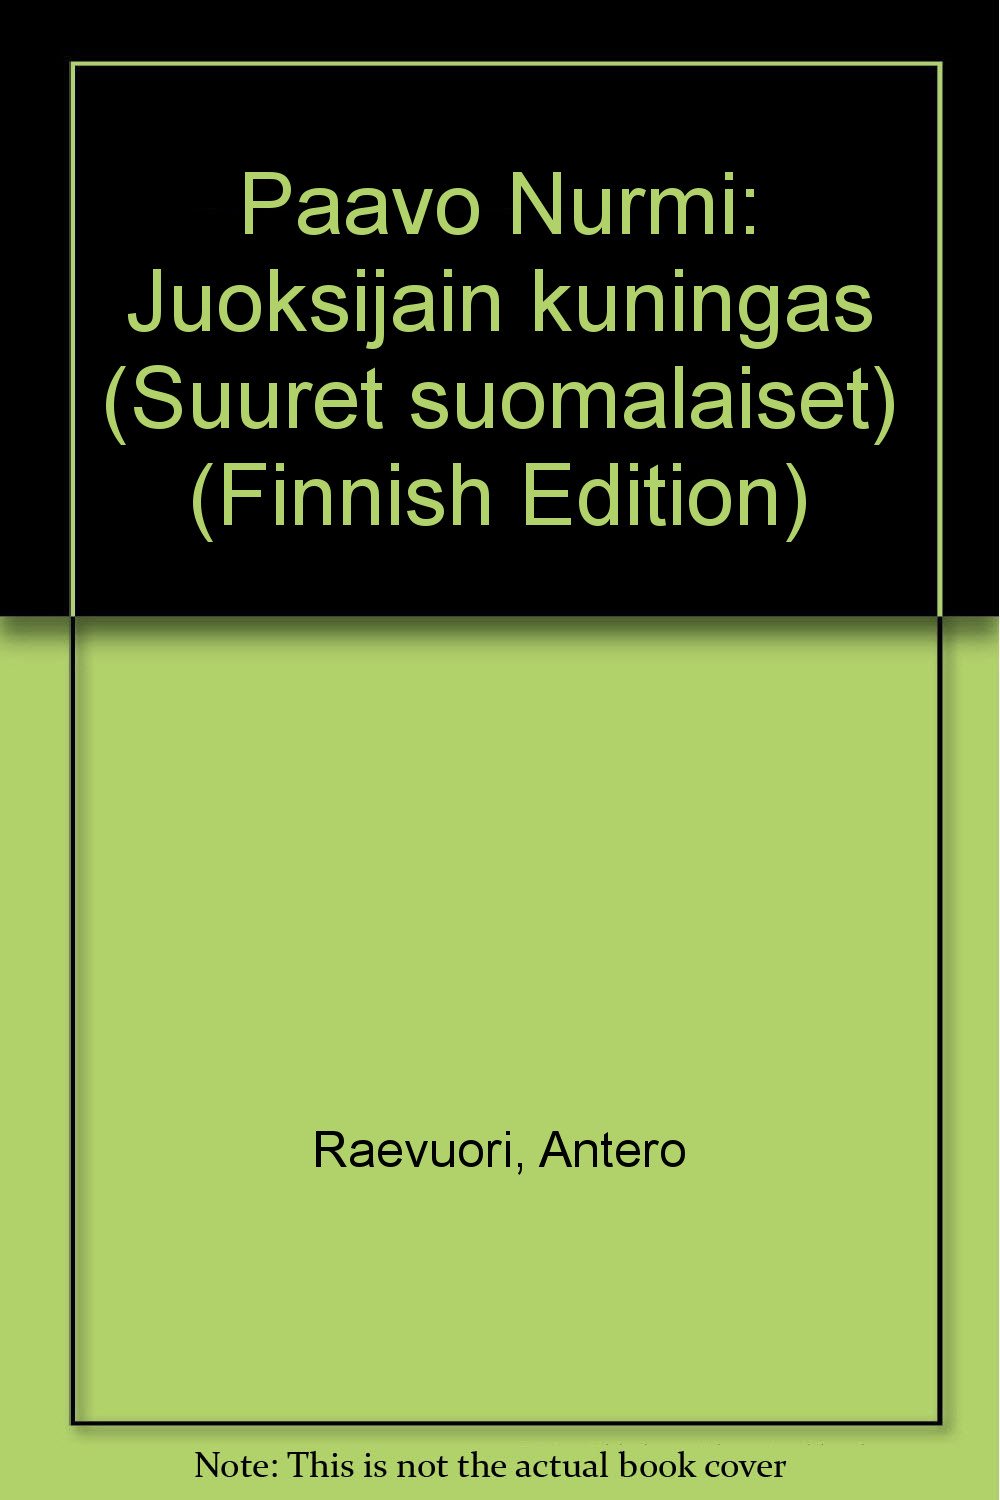 Paavo Nurmi:
Juoksijain kuningas
(Suuret suomalaiset)
(Finnish Edition)
Raevuori, Antero
Note: This is not the actual book cover